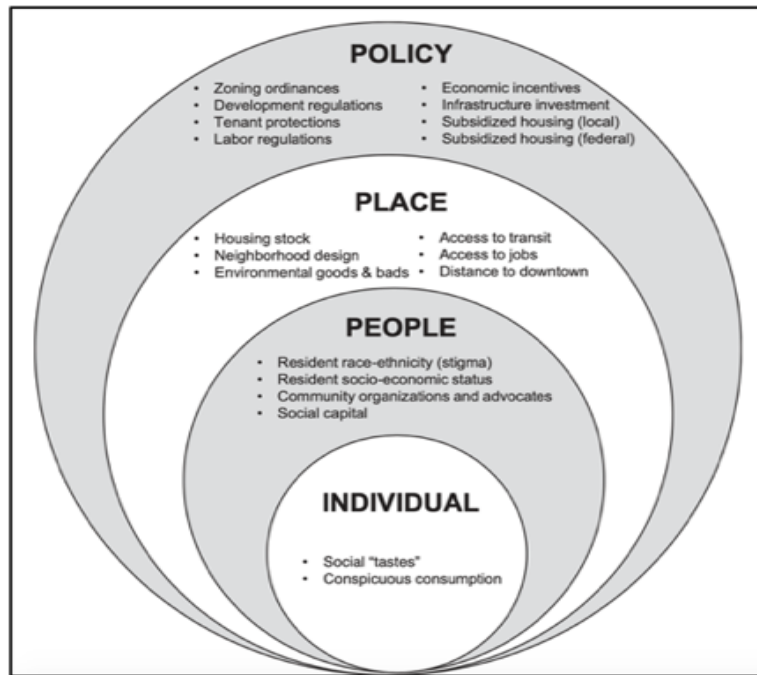 POLICY
• Zoning ordinances
• Development regulations
• Tenant protections
• Labor regulations
• Economic incentives
• Infrastructure investment
• Subsidized housing (local)
• Subsidized housing (federal)
PLACE
• Housing stock
• Neighborhood design
• Environmental goods & bads
• Access to transit
• Access to jobs
• Distance to downtown
PEOPLE
• Resident race-ethnicity (stigma)
• Resident socio-economic status
• Community organizations and advocates
• Social capital
INDIVIDUAL
• Social "tastes"
• Conspicuous consumption